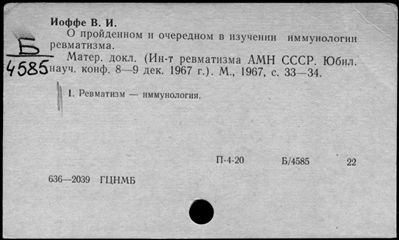 Иоффе В. И.
О пройденном и очередном в изучении иммунологии
ревматизма.
Б
4585
Матер. докл. (Ин-т ревматизма АМН СССР. Юбил.
науч. конф. 8—9 дек. 1967 г.). М., 1967, с. 33—34.
1. Ревматизм — иммунология.
П-4-20 Б/4585 22
636—2039 ГЦНМБ